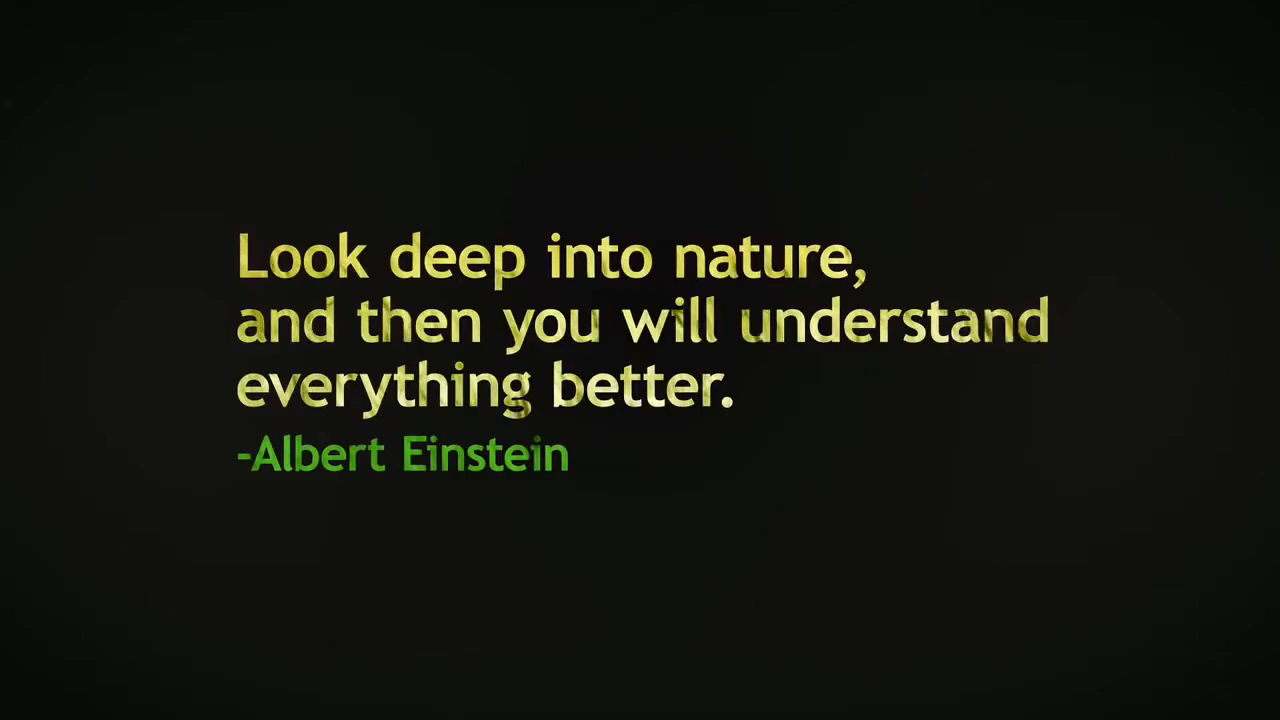 Look deep into nature,
and then you will understand
everything better.
-Albert Einstein